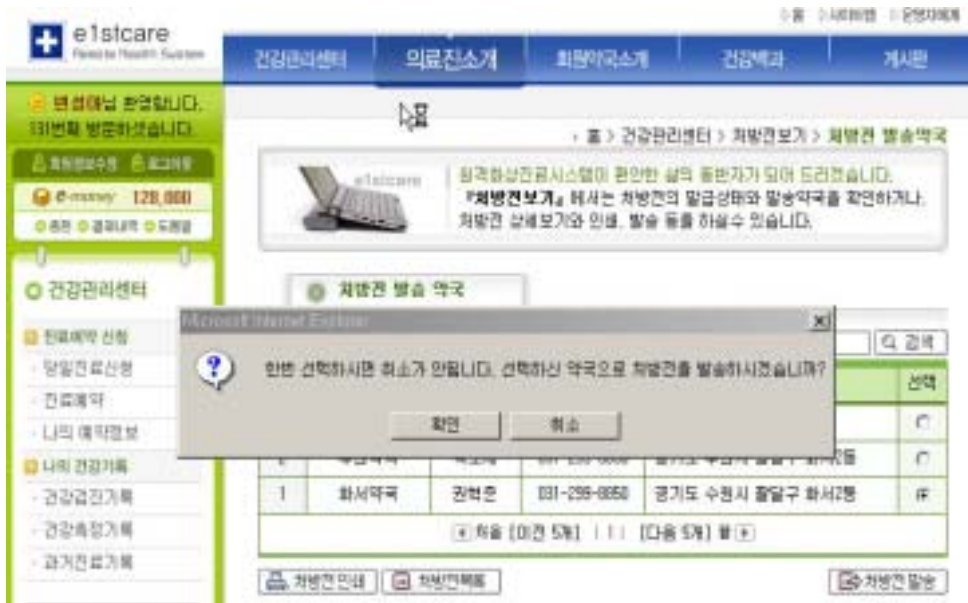 e1stcare
홈 사이트맵 운영자에게
건강관리센터 의료진소개 회원약국소개 건강백과 게시판
변성아님 환영합니다.
131번째 방문하셨습니다.
회원정보수정 로그아웃
e-money 128,000
충전 결제내역 도움말
홈 > 건강관리센터 > 처방전보기 > 처방전 발송약국
e1stcare
원격화상진료시스템이 편안한 삶의 동반자가 되어 드리겠습니다.
『처방전보기』에서는 처방전의 발급상태와 발송약국을 확인하거나,
처방전 상세보기와 인쇄, 발송 등을 하실수 있습니다.
건강관리센터
처방전 발송 약국
Microsoft Internet Explorer
한번 선택하시면 취소가 안됩니다. 선택하신 약국으로 처방전를 발송하시겠습니까?
확인 취소
검색
선택
진료예약 신청
당일진료신청
진료예약
나의 예약정보
나의 건강기록
건강검진기록
건강측정기록
과거진료기록
1 화서약국 권혁준 경기도 수원시 팔달구 화서2동
처음 [이전 5개] | | | [다음 5개] 끝
처방전인쇄 처방전목록 처방전발송